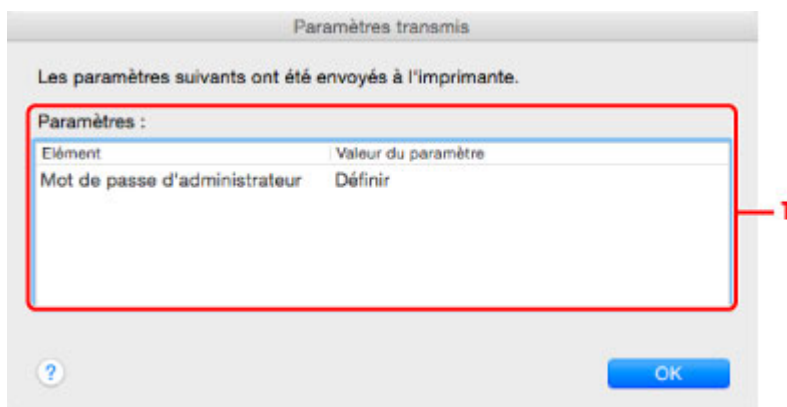 Paramètres transmis
Les paramètres suivants ont été envoyés à l'imprimante.
Paramètres :
Elément Valeur du paramètre
Mot de passe d'administrateur Définir
1
? OK